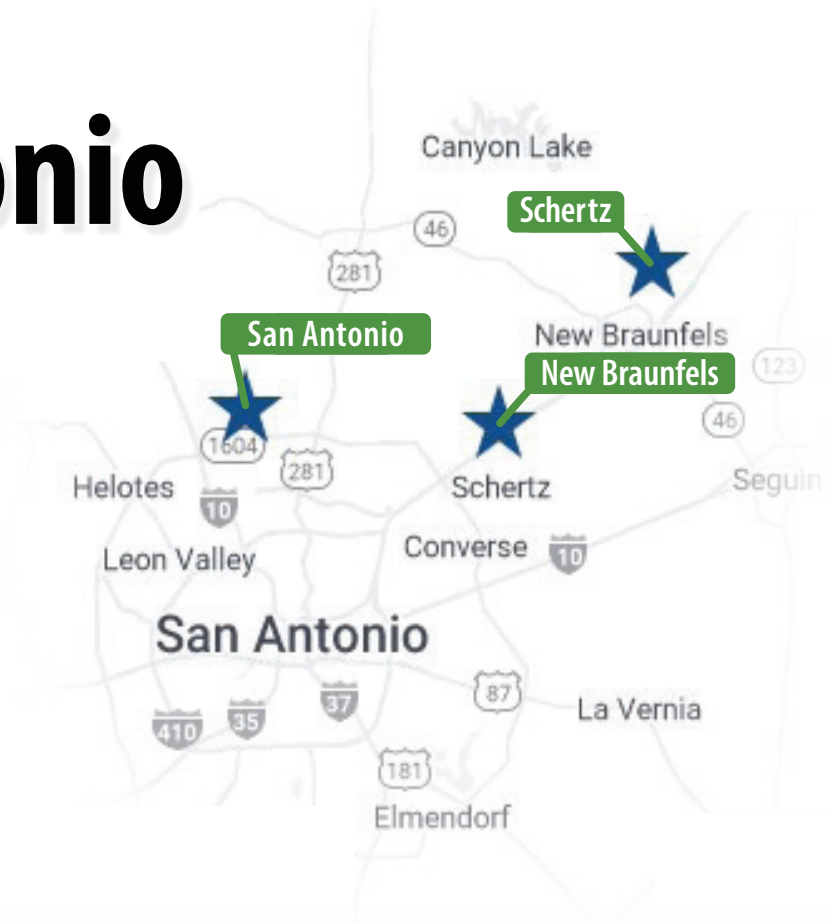 onio
Canyon Lake
Schertz
46
281
San Antonio
New Braunfels
New Braunfels
123
46
1604
281
Helotes
Schertz
Seguin
10
Leon Valley
Converse
10
San Antonio
87
La Vernia
410
35
37
181
Elmendorf